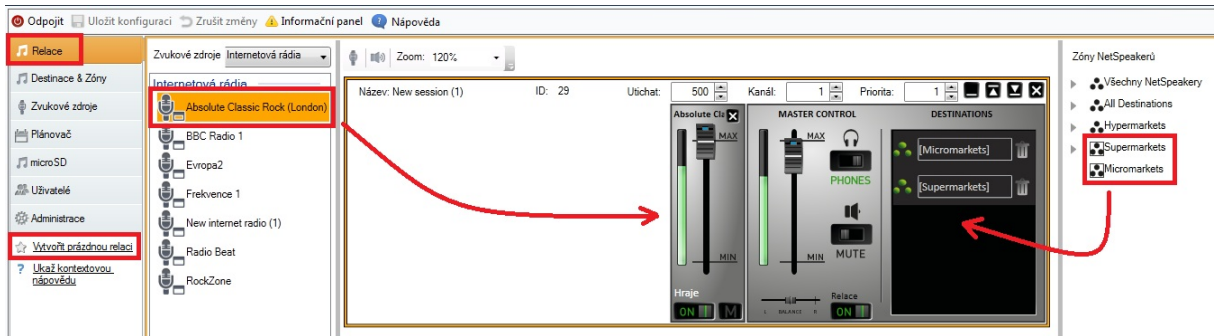 Odpojit Uložit konfiguraci Zrušit změny Informační panel Nápověda
Relace
Destinace & Zóny
Zvukové zdroje
Plánovač
microSD
Uživatelé
Administrace
Vytvořit prázdnou relaci
Ukaž kontextovou
nápovědu
Zvukové zdroje Internetová rádia
Internetová rádia
Absolute Classic Rock (London)
BBC Radio 1
Evropa2
Frekvence 1
New internet radio (1)
Radio Beat
RockZone
Zoom: 120%
Název: New session (1) ID: 29 Utichat: 500 Kanál: 1 Priorita: 1
Absolute Cla
MAX
MIN
Hraje
ON M
MASTER CONTROL
MAX
PHONES
MUTE
MIN
L BALANCE R
Relace
ON
DESTINATIONS
[Micromarkets]
[Supermarkets]
Zóny NetSpeakerů
Všechny NetSpeakery
All Destinations
Hypermarkets
Supermarkets
Micromarkets